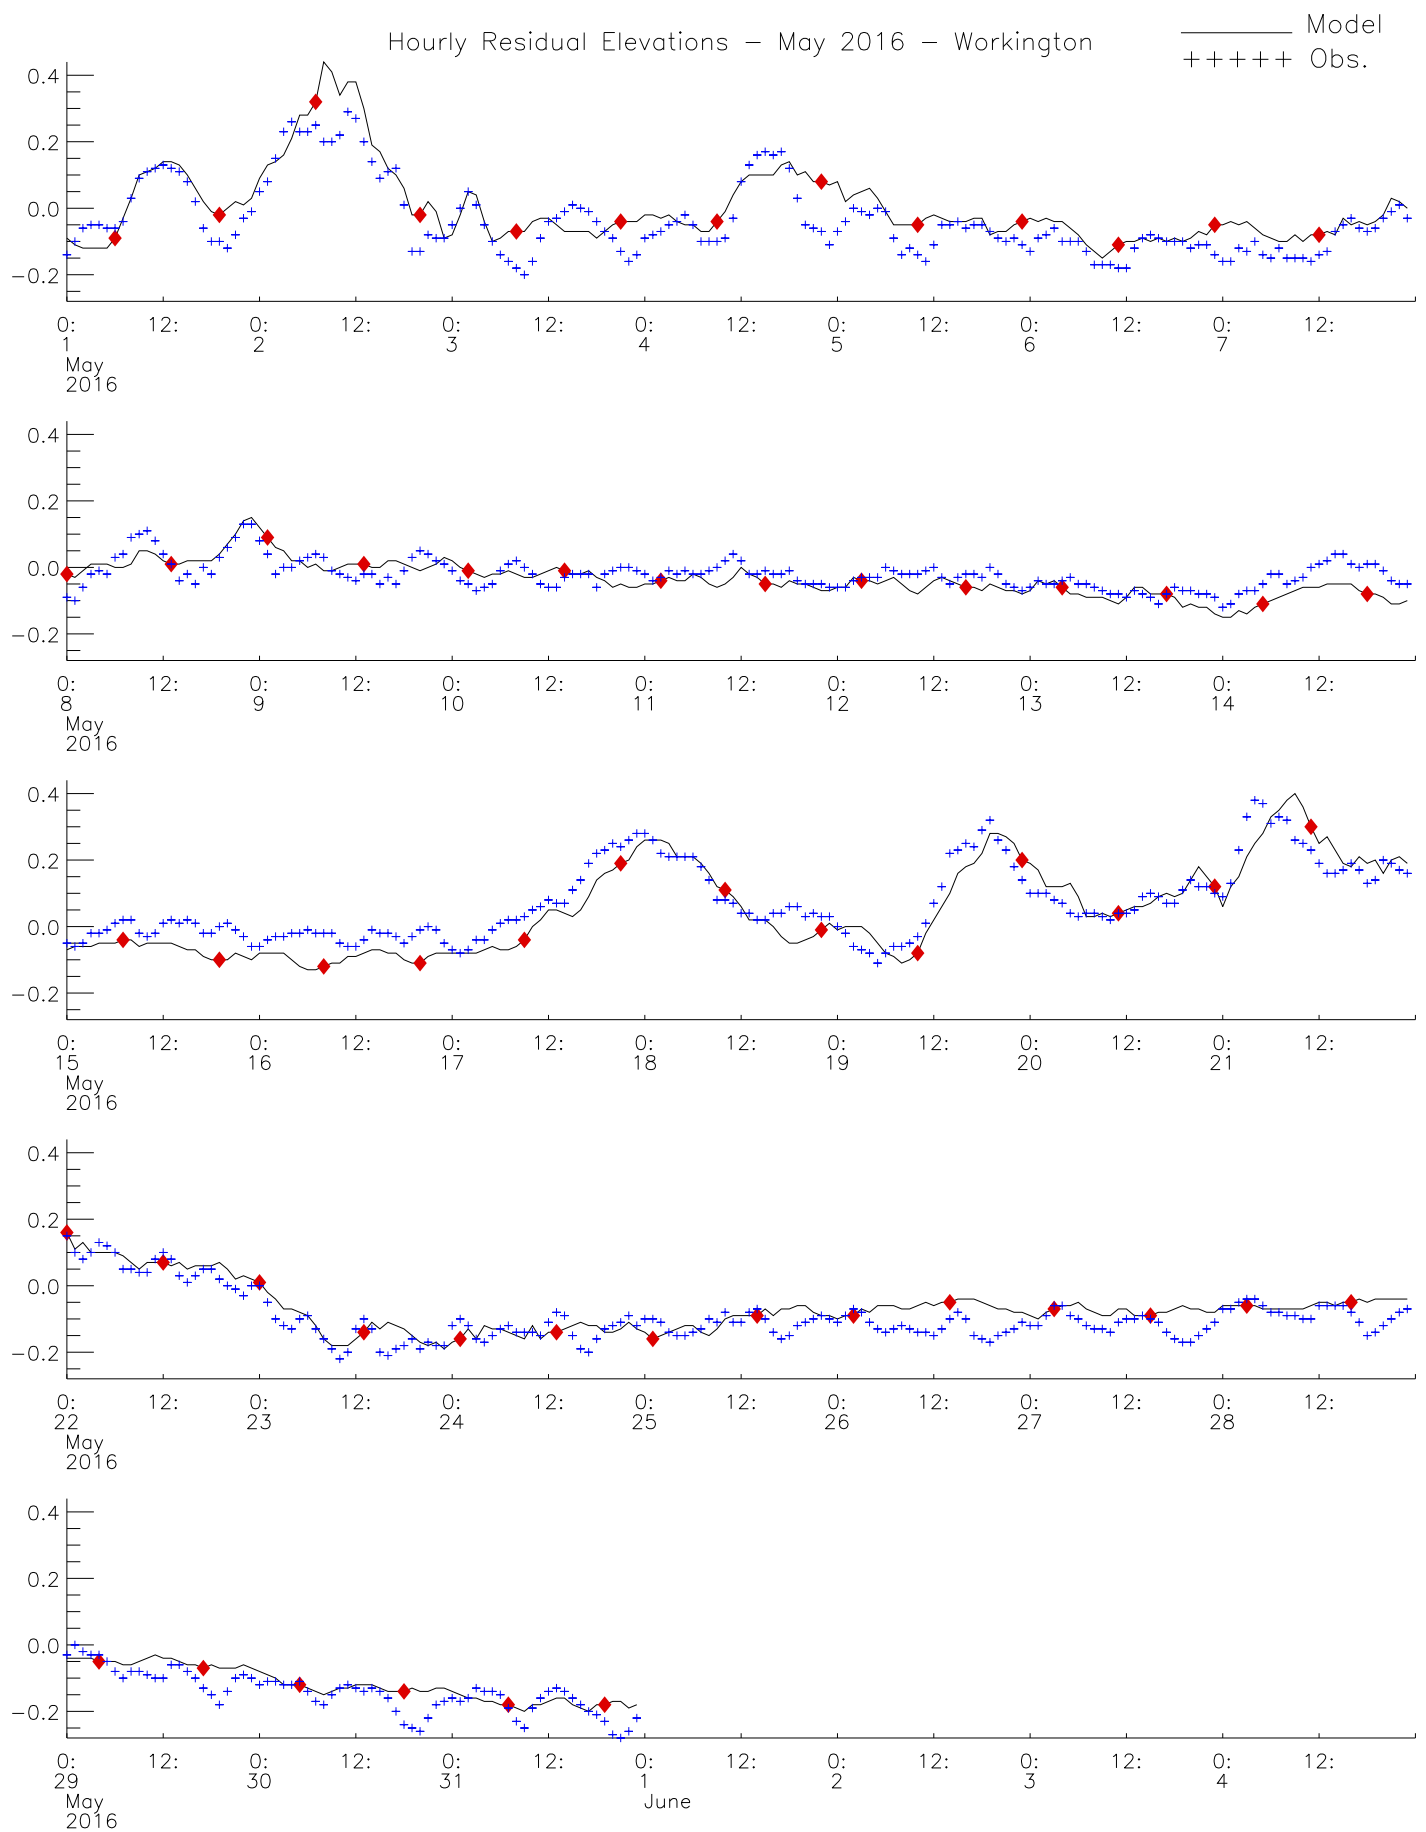 Hourly Residual Elevations − May 2016 − Workington
Model
+++++ Obs.
0.4
0.2
0.0
−0.2
0: 12: 0: 12: 0: 12: 0: 12: 0: 12: 0: 12: 0: 12:
1 2 3 4 5 6 7
May
2016
0.4
0.2
0.0
−0.2
0: 12: 0: 12: 0: 12: 0: 12: 0: 12: 0: 12: 0: 12:
8 9 10 11 12 13 14
May
2016
0.4
0.2
0.0
−0.2
0: 12: 0: 12: 0: 12: 0: 12: 0: 12: 0: 12: 0: 12:
15 16 17 18 19 20 21
May
2016
0.4
0.2
0.0
−0.2
0: 12: 0: 12: 0: 12: 0: 12: 0: 12: 0: 12: 0: 12:
22 23 24 25 26 27 28
May
2016
0.4
0.2
0.0
−0.2
0: 12: 0: 12: 0: 12: 0: 12: 0: 12: 0: 12: 0: 12:
29 30 31 1 2 3 4
May June
2016